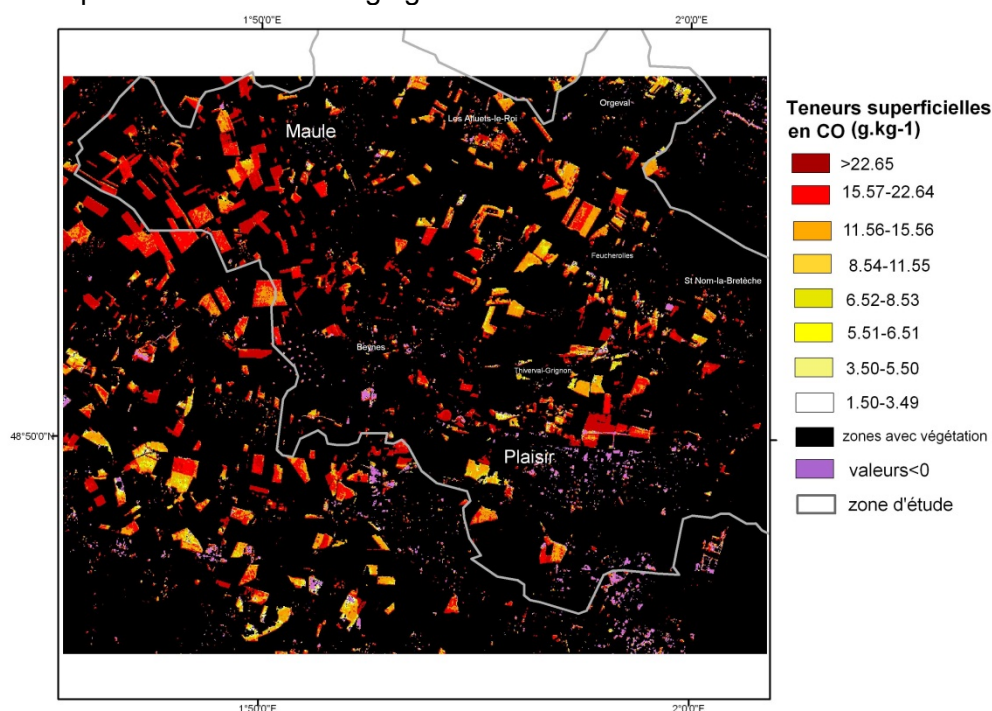 1°50'0"E
2°0'0"E
Orgeval
Les Alluets-le-Roi
Maule
Feucherolles
St Nom-la-Bretèche
Beynes
Thiverval-Grignon
48°50'0"N
Plaisir
1°50'0"E
2°0'0"E
Teneurs superficielles
en CO (g.kg-1)
>22.65
15.57-22.64
11.56-15.56
8.54-11.55
6.52-8.53
5.51-6.51
3.50-5.50
1.50-3.49
zones avec végétation
valeurs<0
zone d'étude